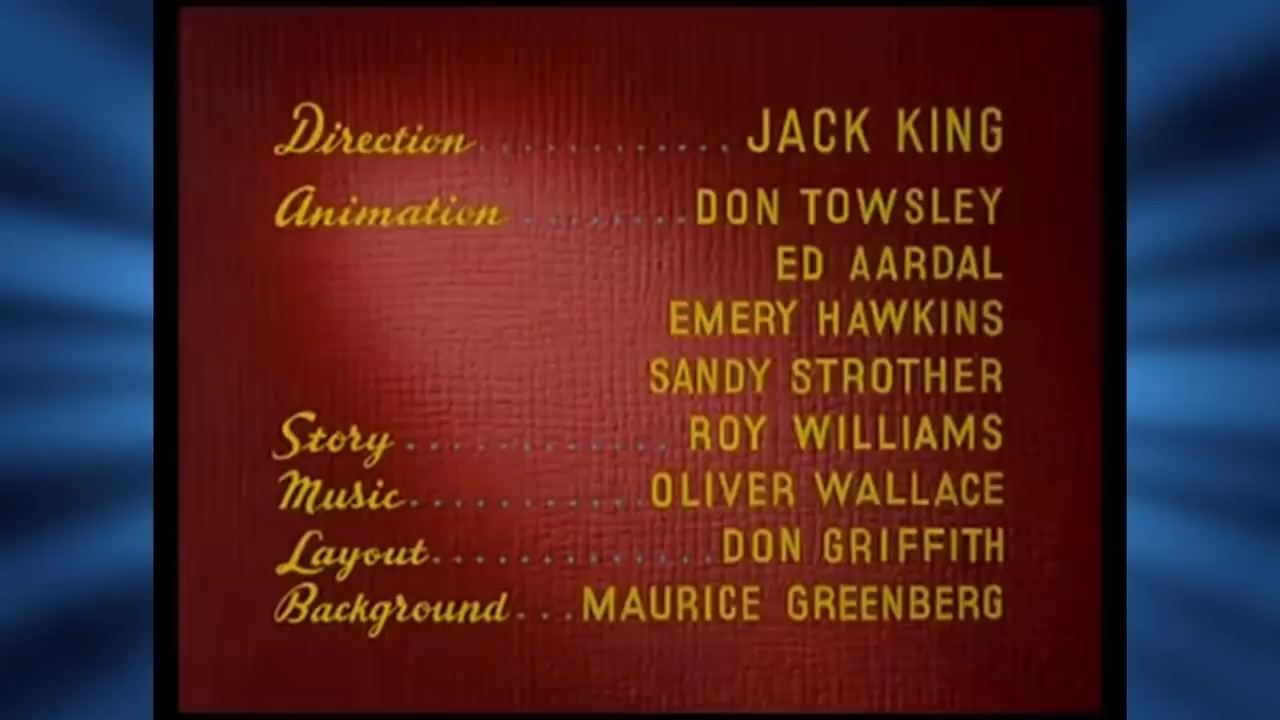 Direction............ JACK KING
Animation ........DON TOWSLEY
ED AARDAL
EMERY HAWKINS
SANDY STROTHER
Story ............ ROY WILLIAMS
Music............OLIVER WALLACE
Layout..............DON GRIFFITH
Background...MAURICE GREENBERG